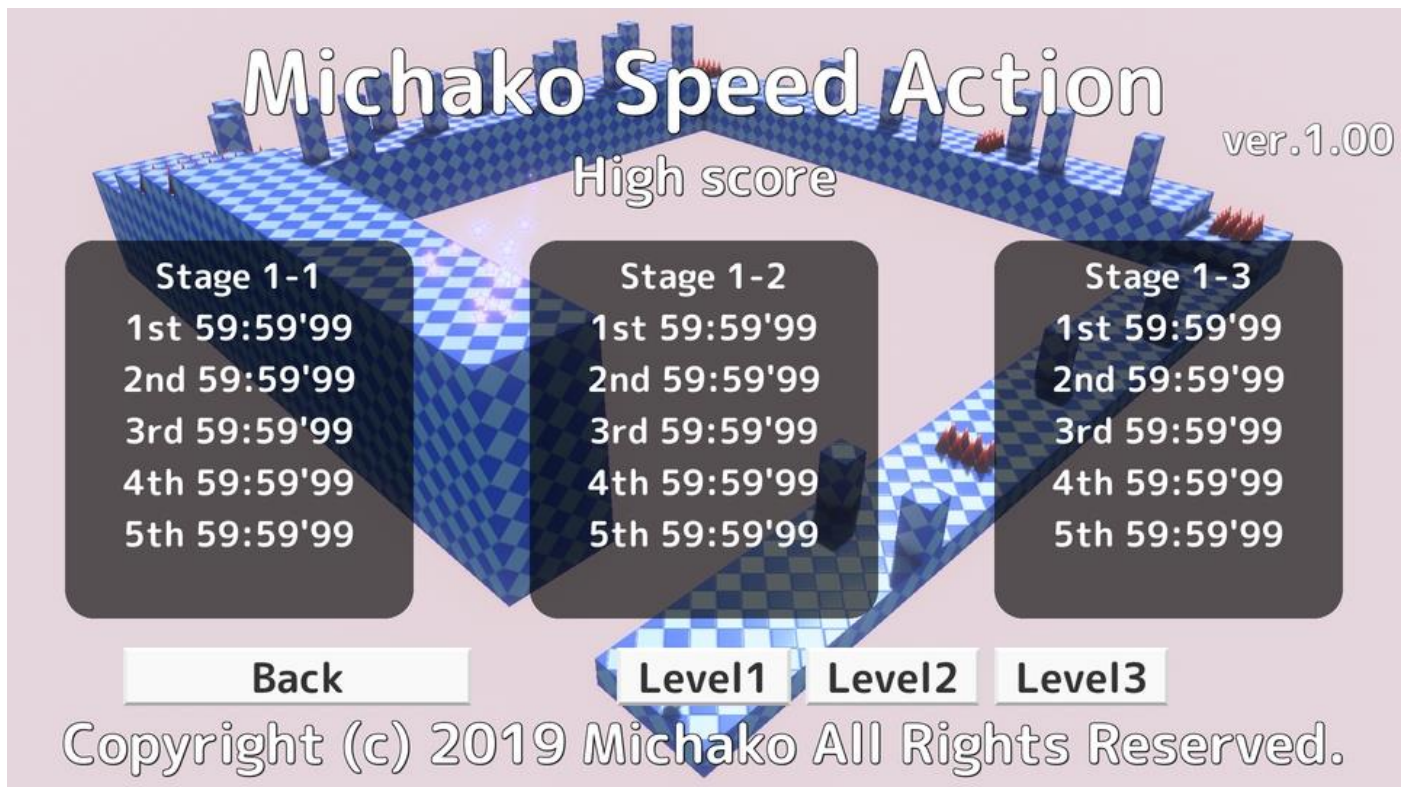 Michako Speed Action
ver.1.00
High score
Stage 1-1
1st 59:59'99
2nd 59:59'99
3rd 59:59'99
4th 59:59'99
5th 59:59'99
Stage 1-2
1st 59:59'99
2nd 59:59'99
3rd 59:59'99
4th 59:59'99
5th 59:59'99
Stage 1-3
1st 59:59'99
2nd 59:59'99
3rd 59:59'99
4th 59:59'99
5th 59:59'99
Back
Level1
Level2
Level3
Copyright (c) 2019 Michako All Rights Reserved.